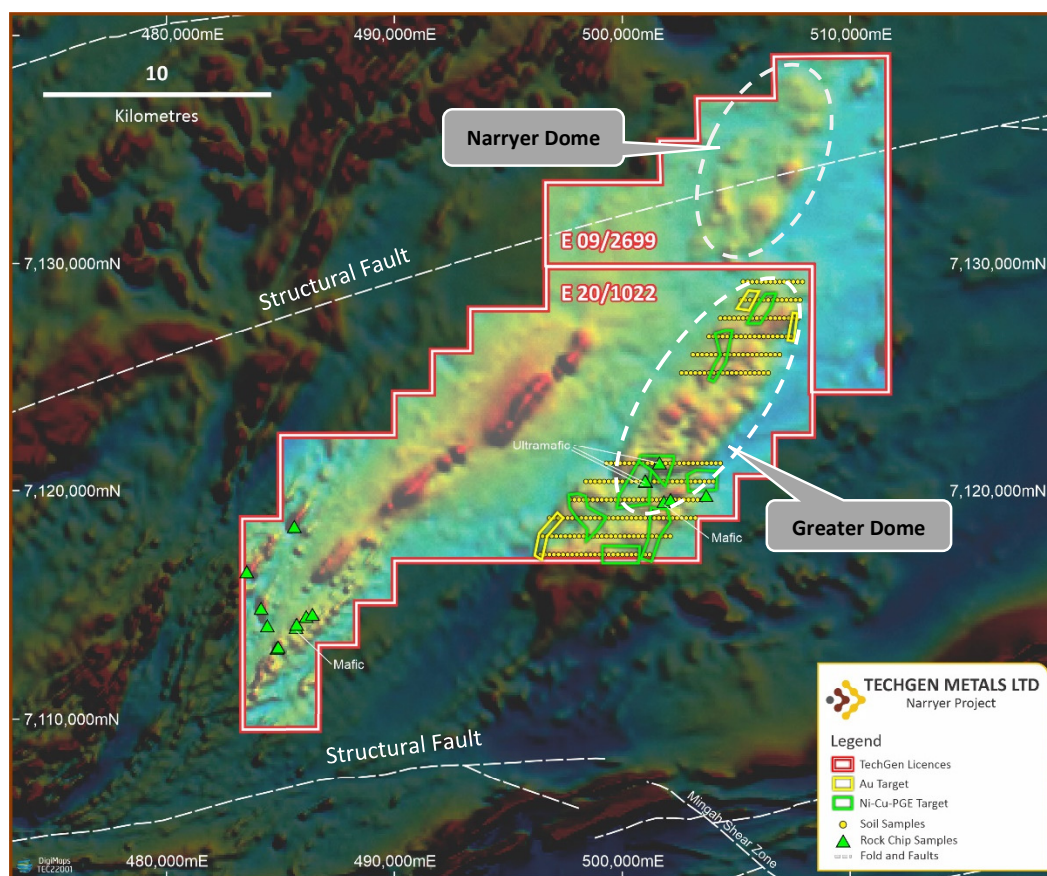 480,000mE
490,000mE
500,000mE
510,000mE
10
Kilometres
Narryer Dome
E 09/2699
7,130,000mN
7,130,000mN
Structural Fault
E 20/1022
Ultramafic
7,120,000mN
7,120,000mN
Greater Dome
Mafic
Mafic
7,110,000mN
Structural Fault
Mingah Shear Zone
TECHGEN METALS LTD
Narryer Project
Legend
TechGen Licences
Au Target
Ni-Cu-PGE Target
Soil Samples
Rock Chip Samples
Fold and Faults
DigiMaps
TEC22001
480,000mE
490,000mE
500,000mE